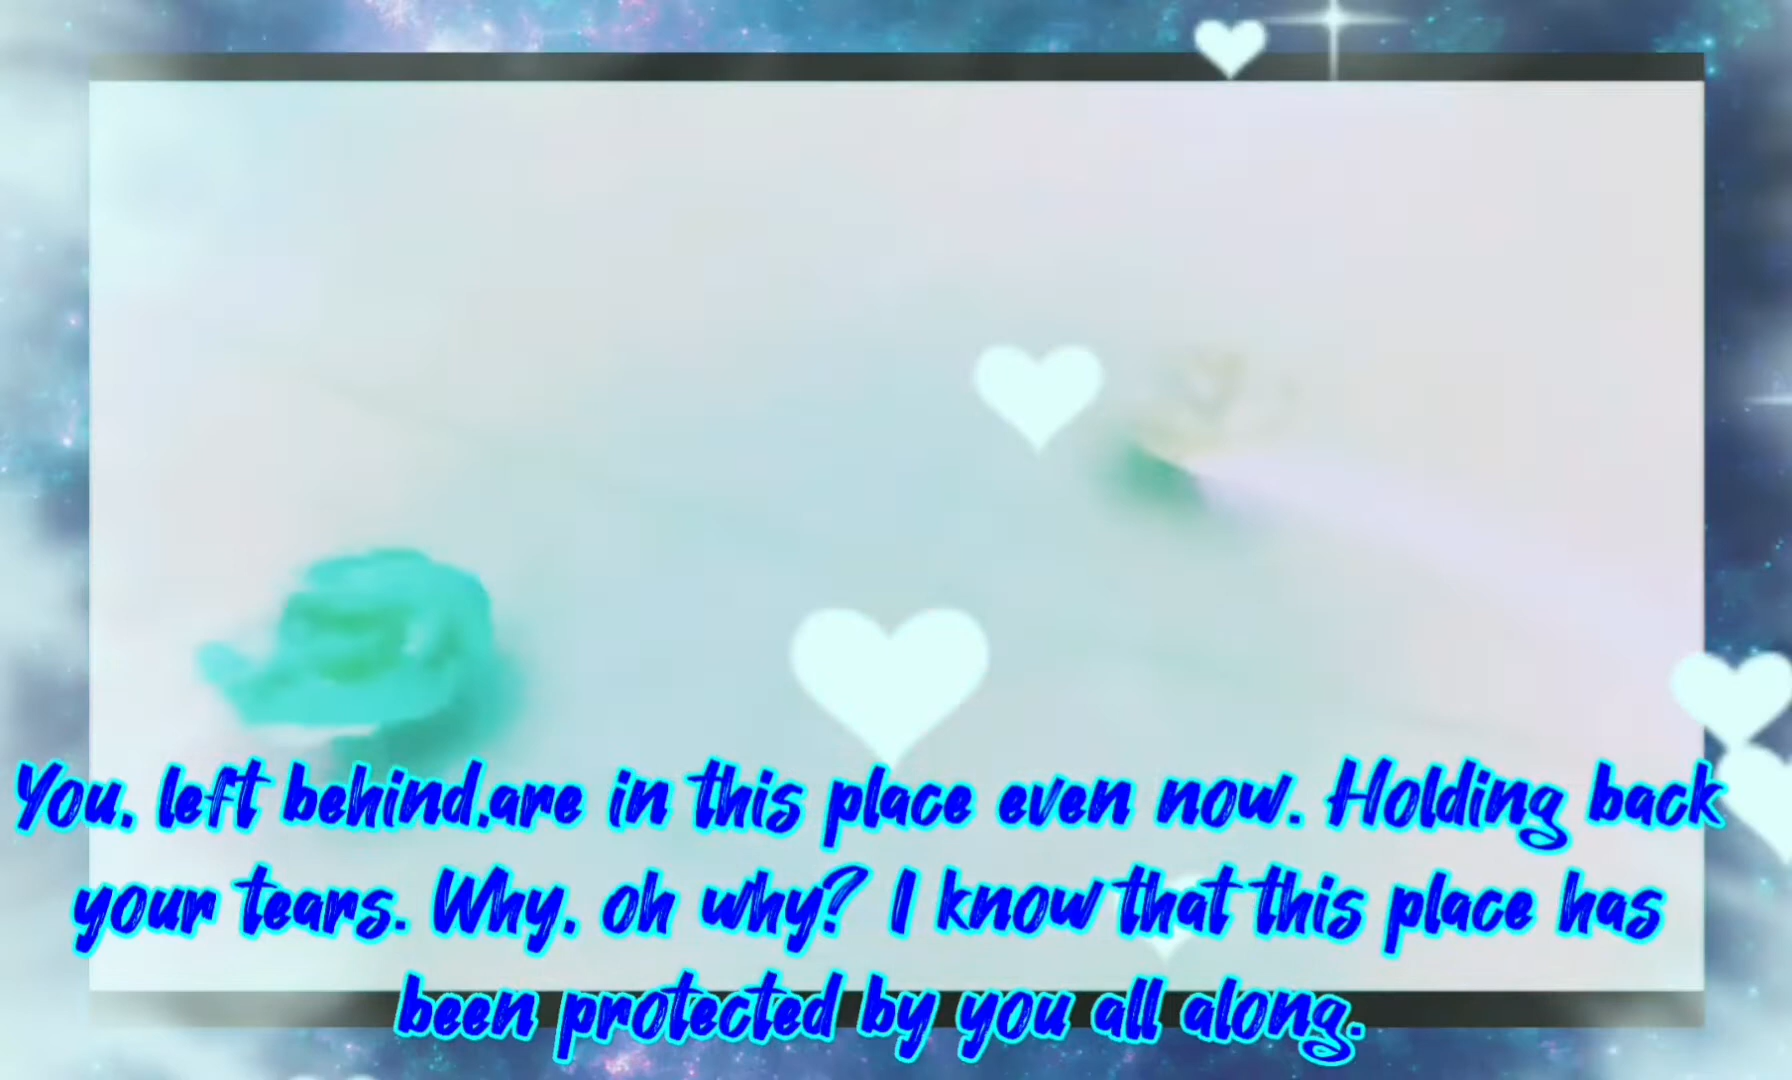 You, left behind,are in this place even now. Holding back
your tears. Why, oh why? I know that this place has
been protected by you all along.